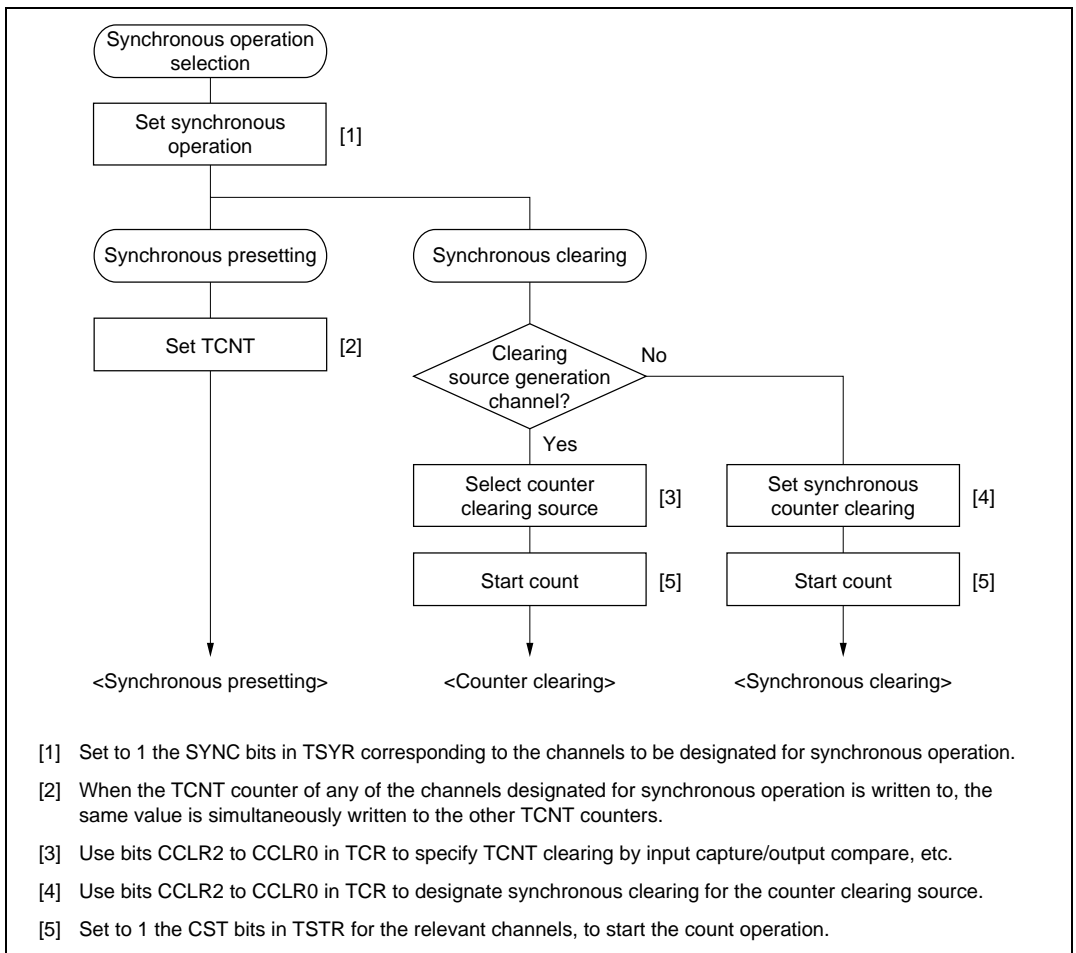 Synchronous operation
selection
Set synchronous
operation
[1]
Synchronous presetting
Synchronous clearing
Set TCNT
[2]
Clearing
source generation
channel?
No
Yes
Select counter
clearing source
[3]
Set synchronous
counter clearing
[4]
Start count
[5]
Start count
[5]
<Synchronous presetting>
<Counter clearing>
<Synchronous clearing>
[1] Set to 1 the SYNC bits in TSYR corresponding to the channels to be designated for synchronous operation.
[2] When the TCNT counter of any of the channels designated for synchronous operation is written to, the
same value is simultaneously written to the other TCNT counters.
[3] Use bits CCLR2 to CCLR0 in TCR to specify TCNT clearing by input capture/output compare, etc.
[4] Use bits CCLR2 to CCLR0 in TCR to designate synchronous clearing for the counter clearing source.
[5] Set to 1 the CST bits in TSTR for the relevant channels, to start the count operation.